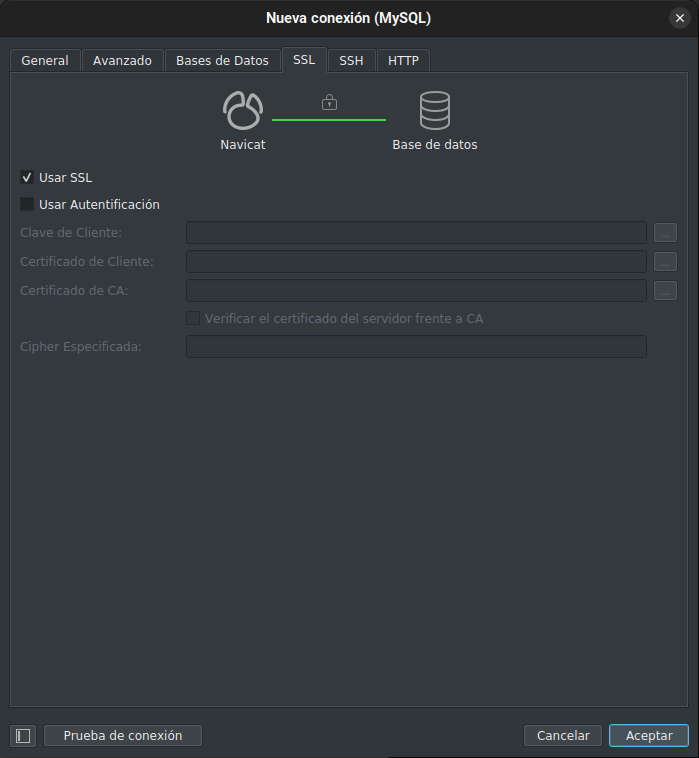 Nueva conexión (MySQL)
General Avanzado Bases de Datos SSL SSH HTTP
Navicat Base de datos
Usar SSL
Usar Autentificación
Clave de Cliente: ...
Certificado de Cliente: ...
Certificado de CA: ...
Verificar el certificado del servidor frente a CA
Cipher Especificada:
Prueba de conexión Cancelar Aceptar